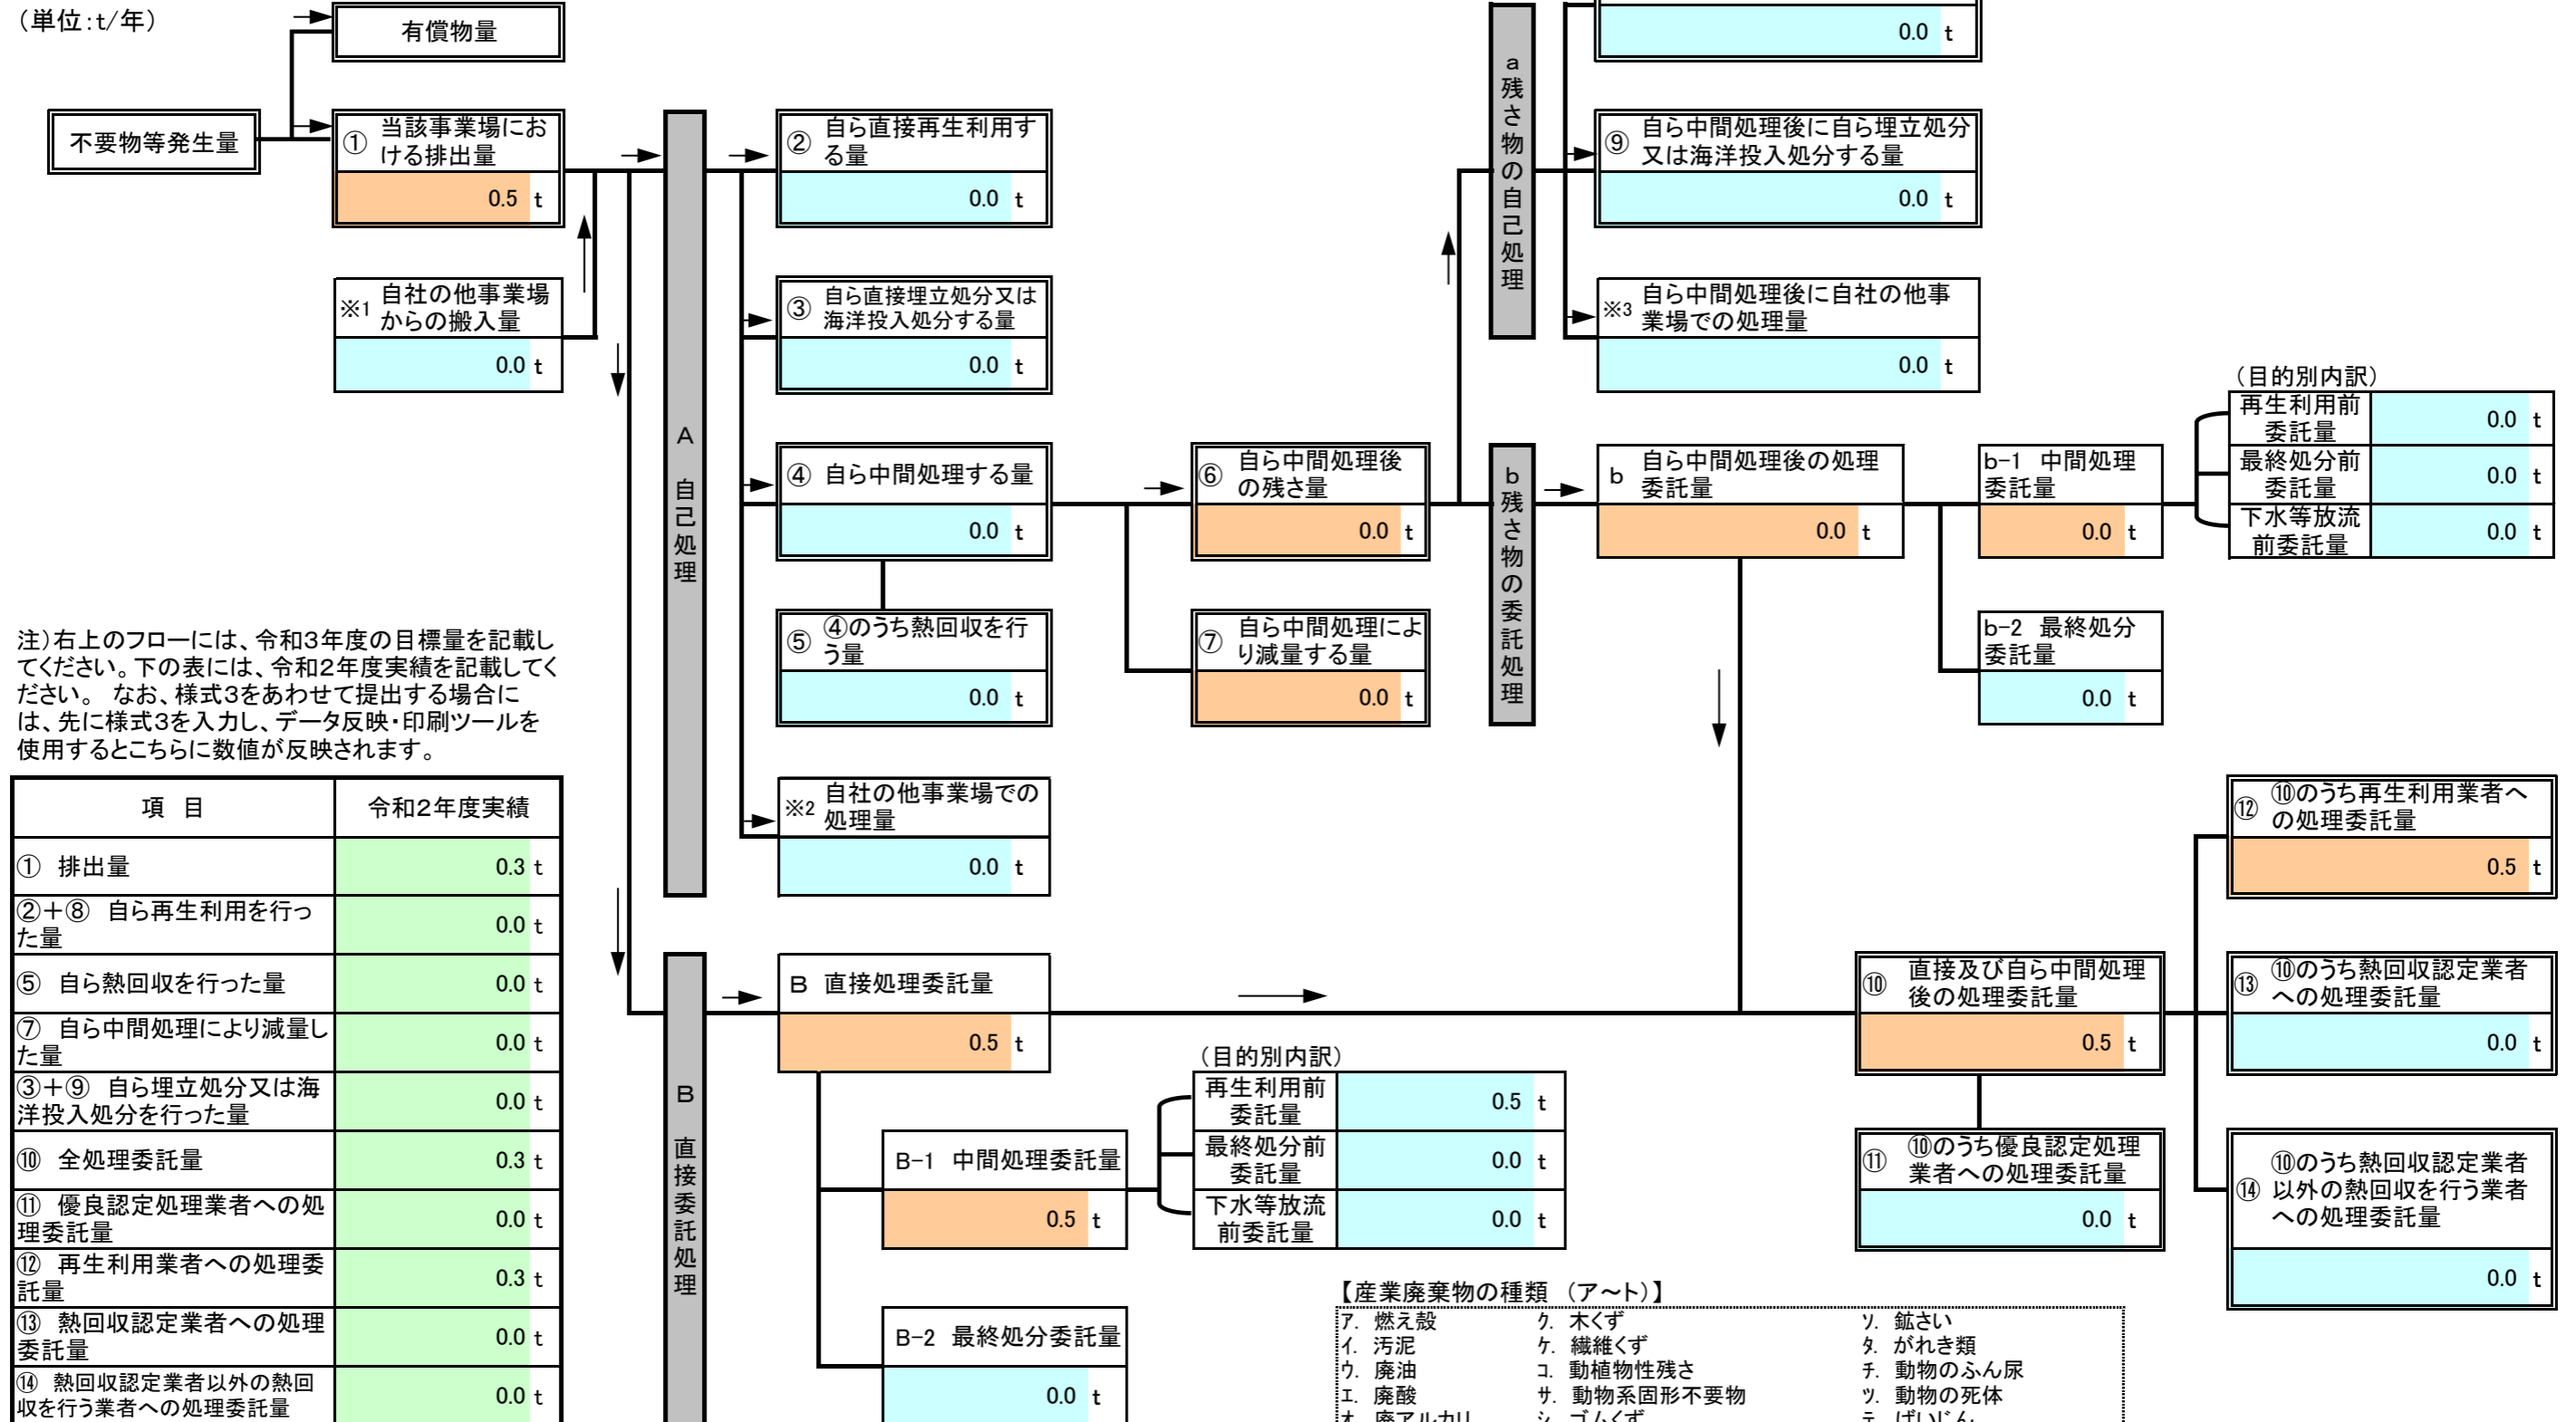 （単位：t/年）
有償物量
不要物等発生量
① 当該事業場にお
ける排出量
0.5 t
※1 自社の他事業場
からの搬入量
0.0 t
A 自己処理
② 自ら直接再生利用す
る量
0.0 t
③ 自ら直接埋立処分又は
海洋投入処分する量
0.0 t
④ 自ら中間処理する量
0.0 t
⑤ ④のうち熱回収を行
う量
0.0 t
※2 自社の他事業場での
処理量
0.0 t
⑥ 自ら中間処理後
の残さ量
0.0 t
⑦ 自ら中間処理によ
り減量する量
0.0 t
a 残さ物の自己処理
0.0 t
⑨ 自ら中間処理後に自ら埋立処分
又は海洋投入処分する量
0.0 t
※3 自ら中間処理後に自社の他事
業場での処理量
0.0 t
b 残さ物の委託処理
b 自ら中間処理後の処理
委託量
0.0 t
b-1 中間処理
委託量
0.0 t
（目的別内訳）
再生利用前
委託量
0.0 t
最終処分前
委託量
0.0 t
下水等放流
前委託量
0.0 t
b-2 最終処分
委託量
0.0 t
注）右上のフローには、令和３年度の目標量を記載し
てください。下の表には、令和２年度実績を記載してく
ださい。 なお、様式３をあわせて提出する場合に
は、先に様式３を入力し、データ反映・印刷ツールを
使用するとこちらに数値が反映されます。
項 目 令和２年度実績
① 排出量 0.3 t
②＋⑧ 自ら再生利用を行っ
た量 0.0 t
⑤ 自ら熱回収を行った量 0.0 t
⑦ 自ら中間処理により減量し
た量 0.0 t
③＋⑨ 自ら埋立処分又は海
洋投入処分を行った量 0.0 t
⑩ 全処理委託量 0.3 t
⑪ 優良認定処理業者への処
理委託量 0.0 t
⑫ 再生利用業者への処理委
託量 0.3 t
⑬ 熱回収認定業者への処理
委託量 0.0 t
⑭ 熱回収認定業者以外の熱回
収を行う業者への処理委託量 0.0 t
B 直接委託処理
B 直接処理委託量
0.5 t
B-1 中間処理委託量
0.5 t
（目的別内訳）
再生利用前
委託量
0.5 t
最終処分前
委託量
0.0 t
下水等放流
前委託量
0.0 t
B-2 最終処分委託量
0.0 t
⑩ 直接及び自ら中間処理
後の処理委託量
0.5 t
⑪ ⑩のうち優良認定処理
業者への処理委託量
0.0 t
⑫ ⑩のうち再生利用業者へ
の処理委託量
0.5 t
⑬ ⑩のうち熱回収認定業者
への処理委託量
0.0 t
⑭ ⑩のうち熱回収認定業者
以外の熱回収を行う業者
への処理委託量
0.0 t
【産業廃棄物の種類 （ア～ト）】
ア. 燃え殻 ク. 木くず ソ. 鉱さい
イ. 汚泥 ケ. 繊維くず タ. がれき類
ウ. 廃油 コ. 動植物性残さ チ. 動物のふん尿
エ. 廃酸 サ. 動物系固形不要物 ツ. 動物の死体
オ. 廃アルカリ シ. ゴムくず テ. ばいじん